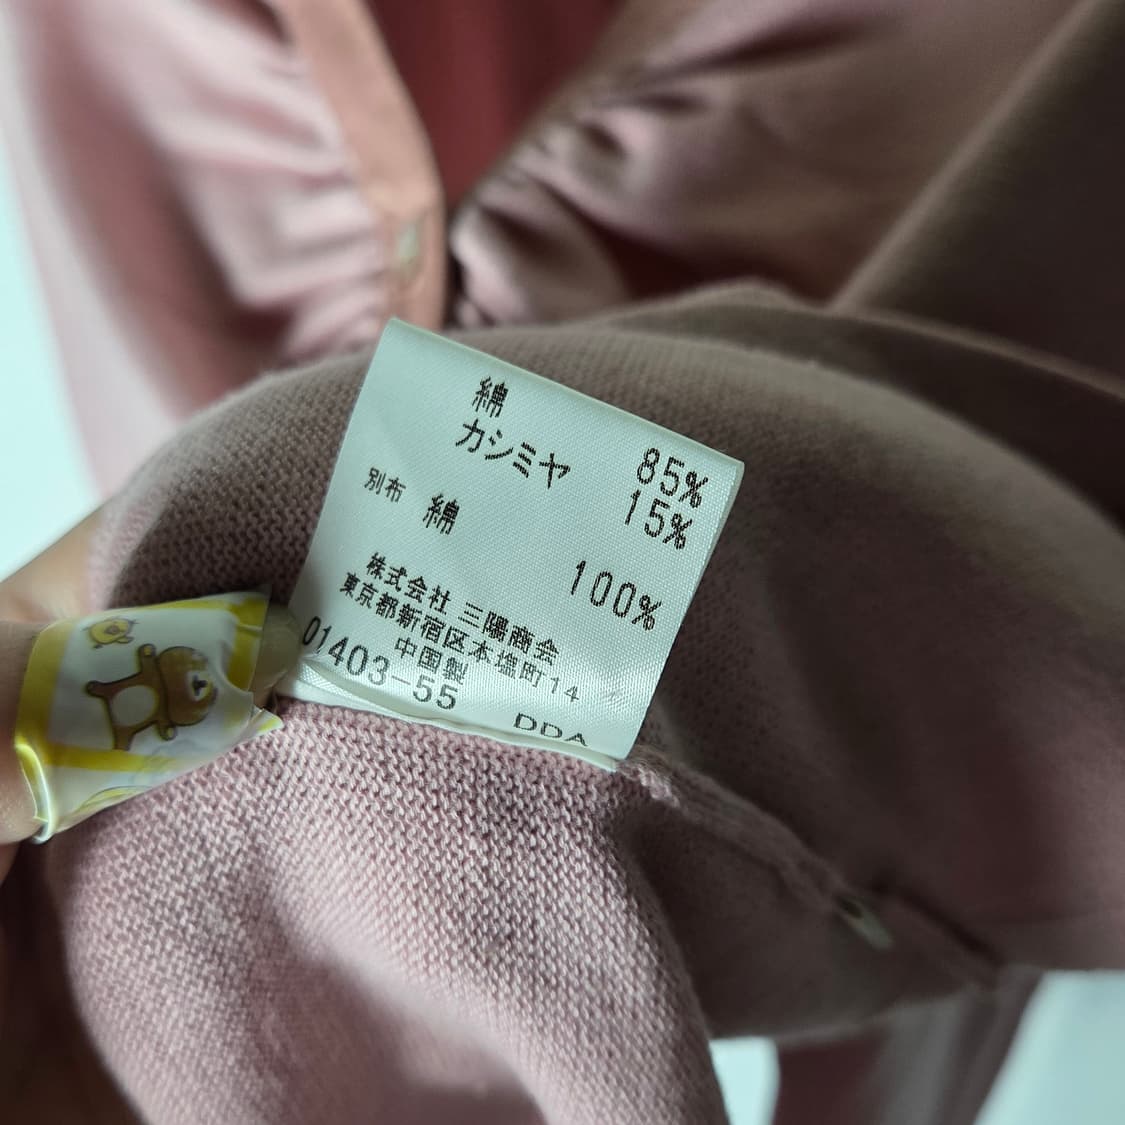 綿 85%
カシミヤ 15%
別布 綿 100%
株式会社 三陽商会
東京都新宿区本塩町14
中国製
01403-55 DDA